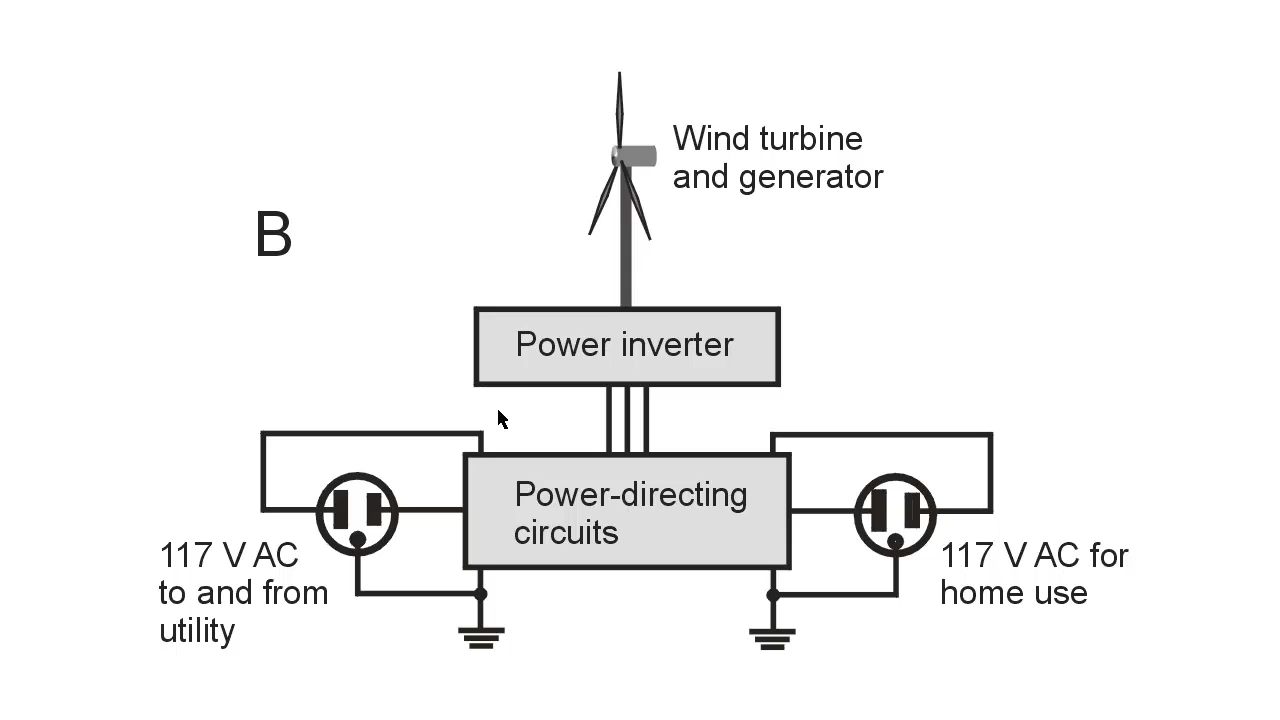 Wind turbine
and generator
B
Power inverter
Power-directing
circuits
117 V AC
to and from
utility
117 V AC for
home use